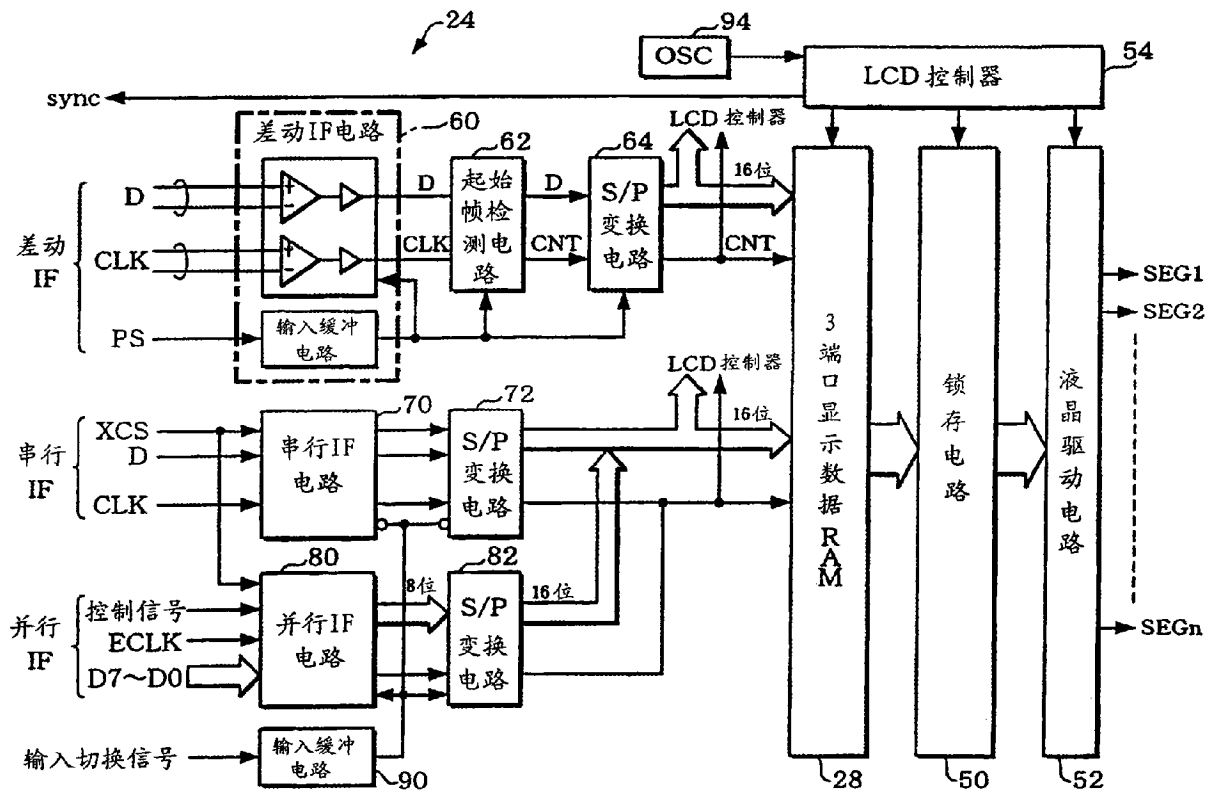 24
94
OSC
LCD 控制器
54
sync
差动IF电路
60
62
64
LCD 控制器
16位
差动
IF
D
CLK
PS
D
CLK
起始
帧检
测电
路
D
CNT
S/P
变换
电路
CNT
输入缓冲
电路
SEG1
SEG2
SEGn
3端口显示数据RAM
锁存电路
液晶驱动电路
串行
IF
XCS
D
CLK
70
串行IF
电路
72
S/P
变换
电路
LCD 控制器
16位
并行
IF
控制信号
ECLK
D7～D0
80
并行IF
电路
8位
82
S/P
变换
电路
16位
输入切换信号
输入缓冲
电路
90
28
50
52